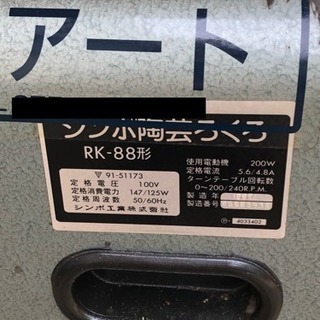 アート
シンポ陶芸ろくろ
RK-88形
▽ 91-51173
定格電圧 100V
定格消費電力 147/125W
定格周波数 50/60Hz
シンポ工業株式会社
使用電動機 200W
定格電流 5.6/4.8A
ターンテーブル回転数
0〜200/240R.P.M.
製造年
製造番号
4033402